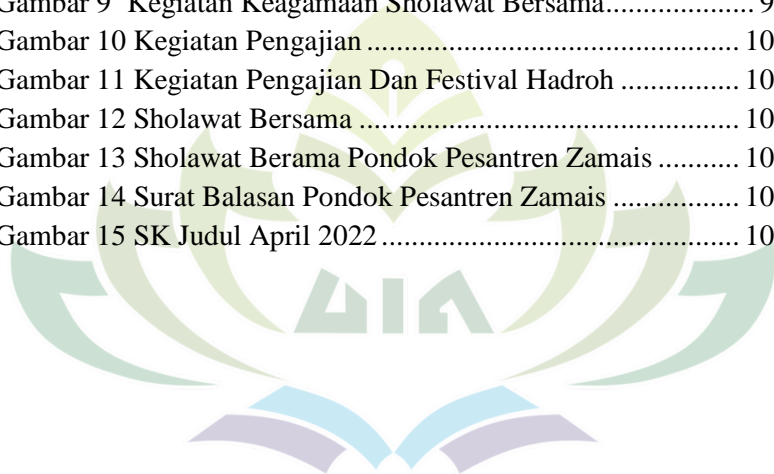 Gambar 9 Kegiatan Keagamaan Sholawat Bersama..................... 9
Gambar 10 Kegiatan Pengajian ..................................................... 10
Gambar 11 Kegiatan Pengajian Dan Festival Hadroh ................. 10
Gambar 12 Sholawat Bersama ...................................................... 10
Gambar 13 Sholawat Berama Pondok Pesantren Zamais ........... 10
Gambar 14 Surat Balasan Pondok Pesantren Zamais .................. 10
Gambar 15 SK Judul April 2022 ................................................... 10
UIN